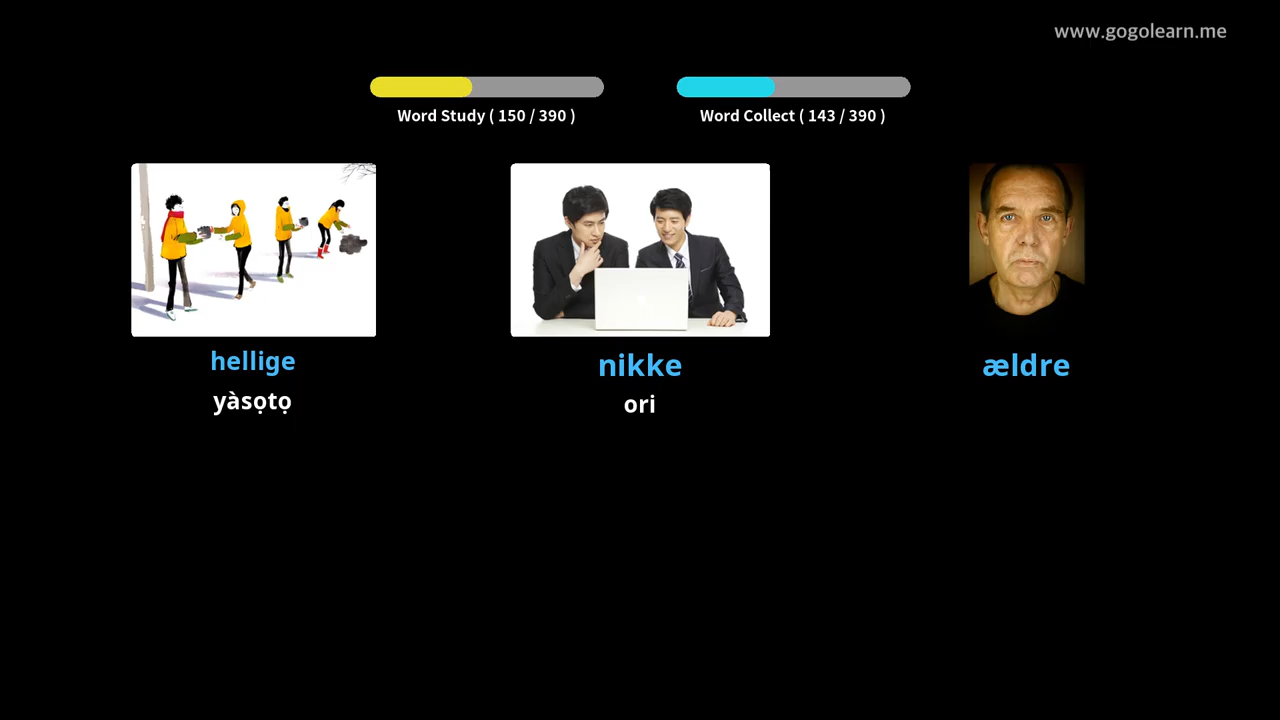 www.gogolearn.me
Word Study ( 150 / 390 )
Word Collect ( 143 / 390 )
hellige
yàsọtọ
nikke
ori
ældre